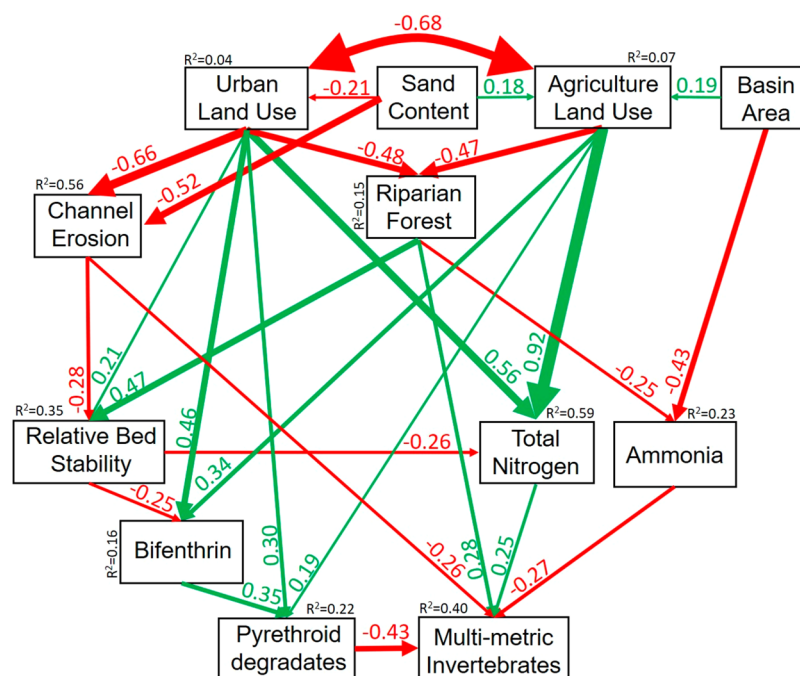 -0.68
R²=0.04
R²=0.07
Urban
Land Use
-0.21
Sand
Content
0.18
Agriculture
Land Use
0.19
Basin
Area
-0.66
-0.52
-0.48
-0.47
R²=0.56
Channel
Erosion
R²=0.15
Riparian
Forest
-0.28
0.21
0.47
0.56
0.92
-0.25
-0.43
R²=0.35
Relative Bed
Stability
0.46
-0.26
R²=0.59
Total
Nitrogen
R²=0.23
Ammonia
-0.25
0.34
R²=0.16
Bifenthrin
0.30
0.19
-0.26
0.28
0.25
-0.27
0.35
R²=0.22
Pyrethroid
degradates
-0.43
R²=0.40
Multi-metric
Invertebrates